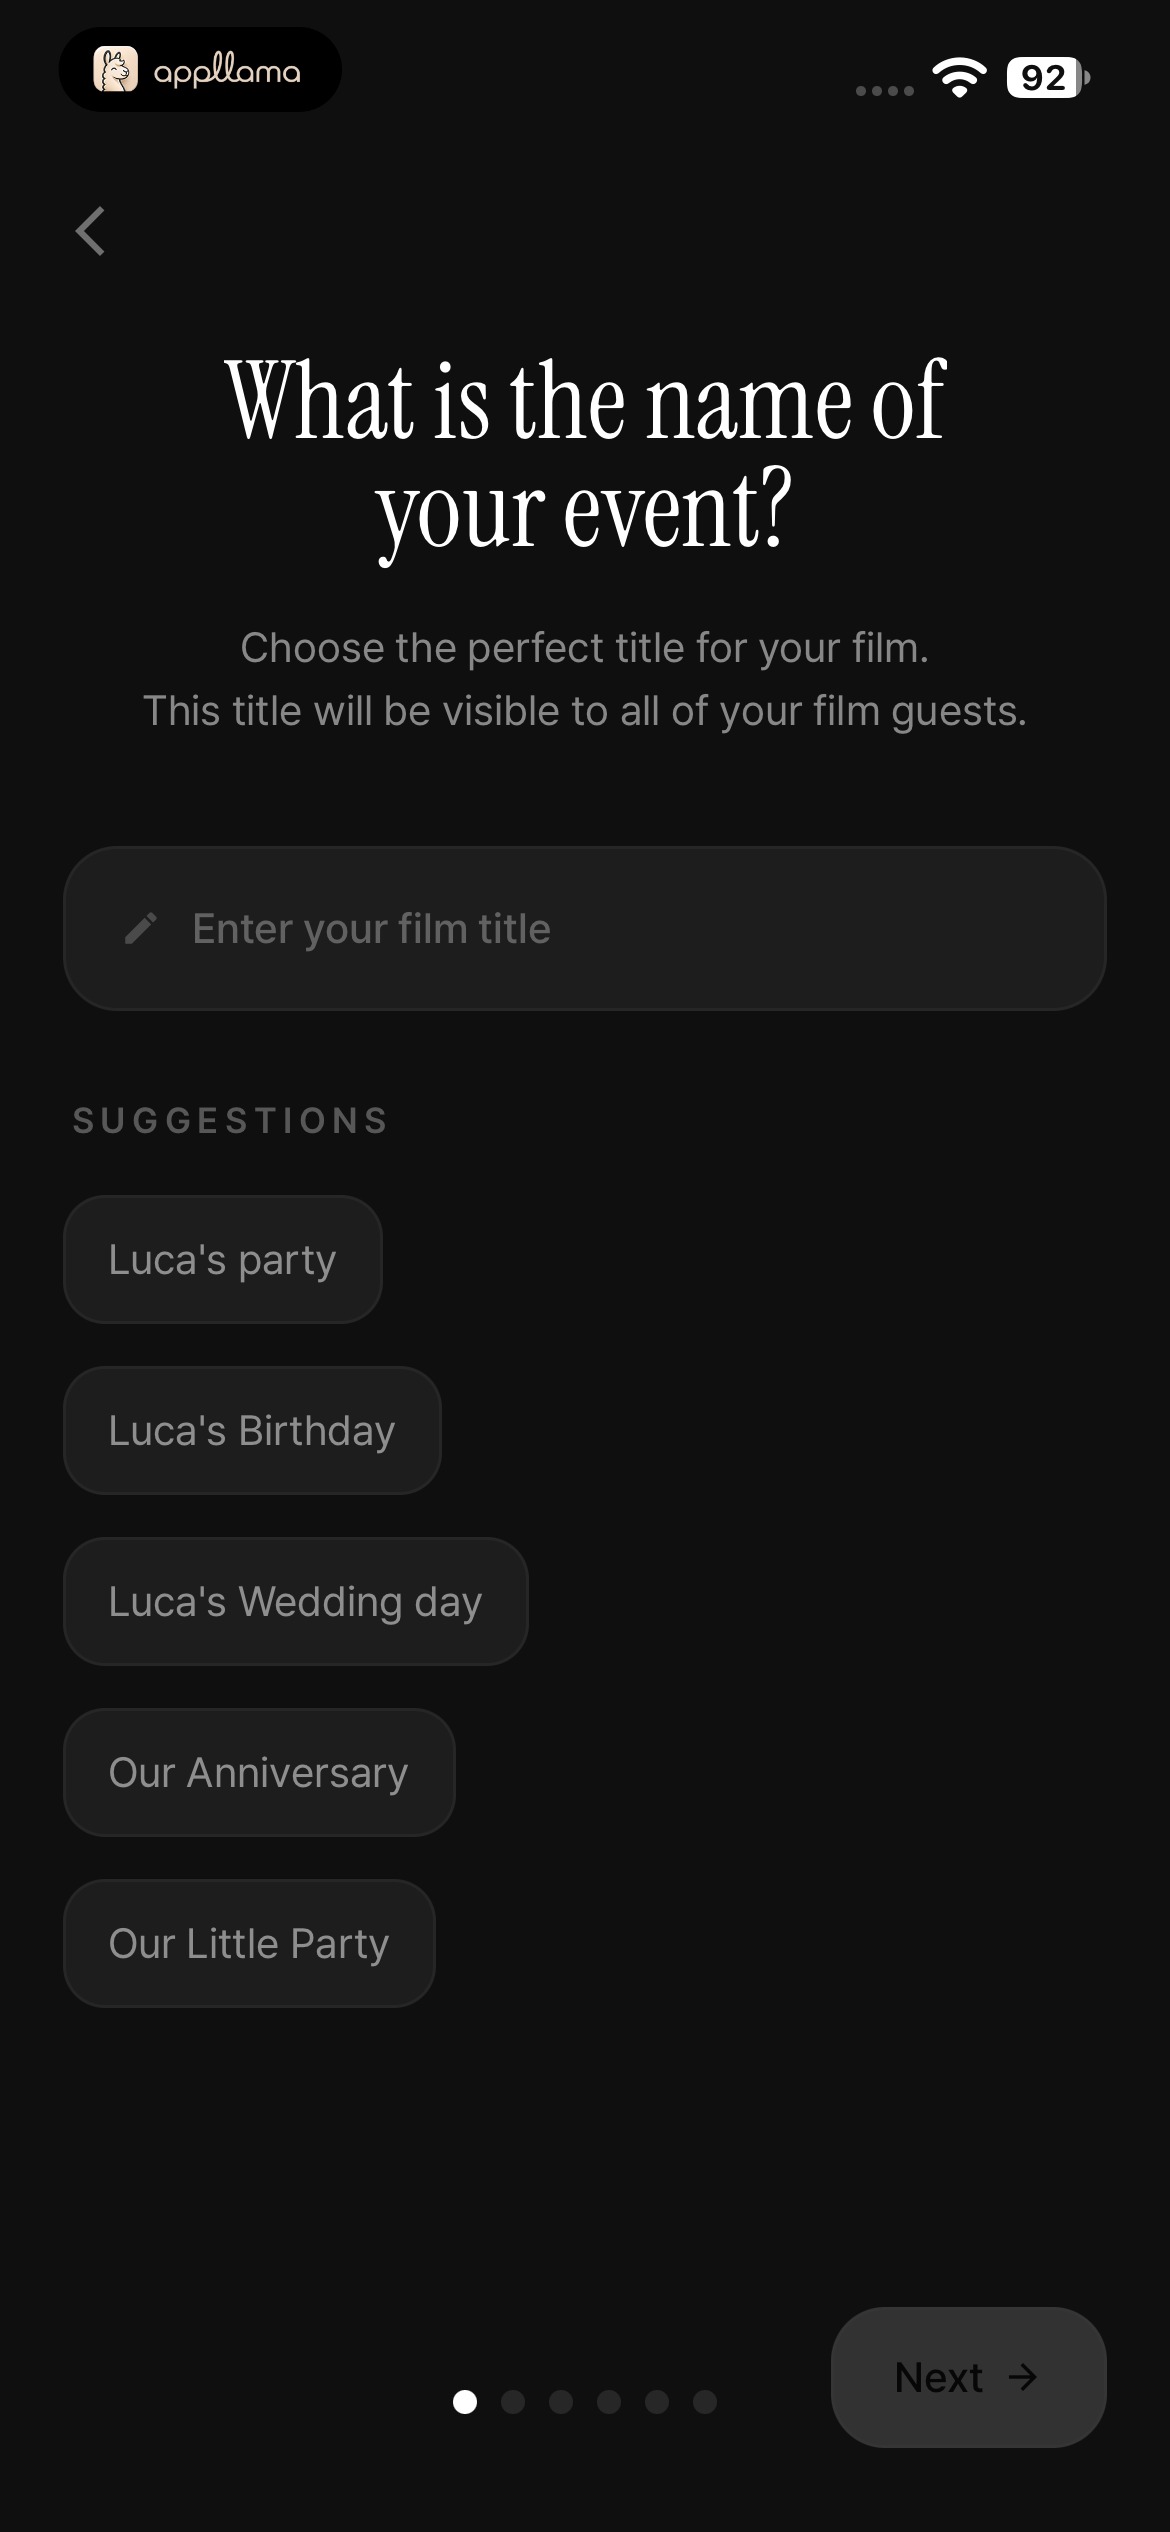 appllama
92
What is the name of
your event?
Choose the perfect title for your film.
This title will be visible to all of your film guests.
Enter your film title
SUGGESTIONS
Luca's party
Luca's Birthday
Luca's Wedding day
Our Anniversary
Our Little Party
Next →